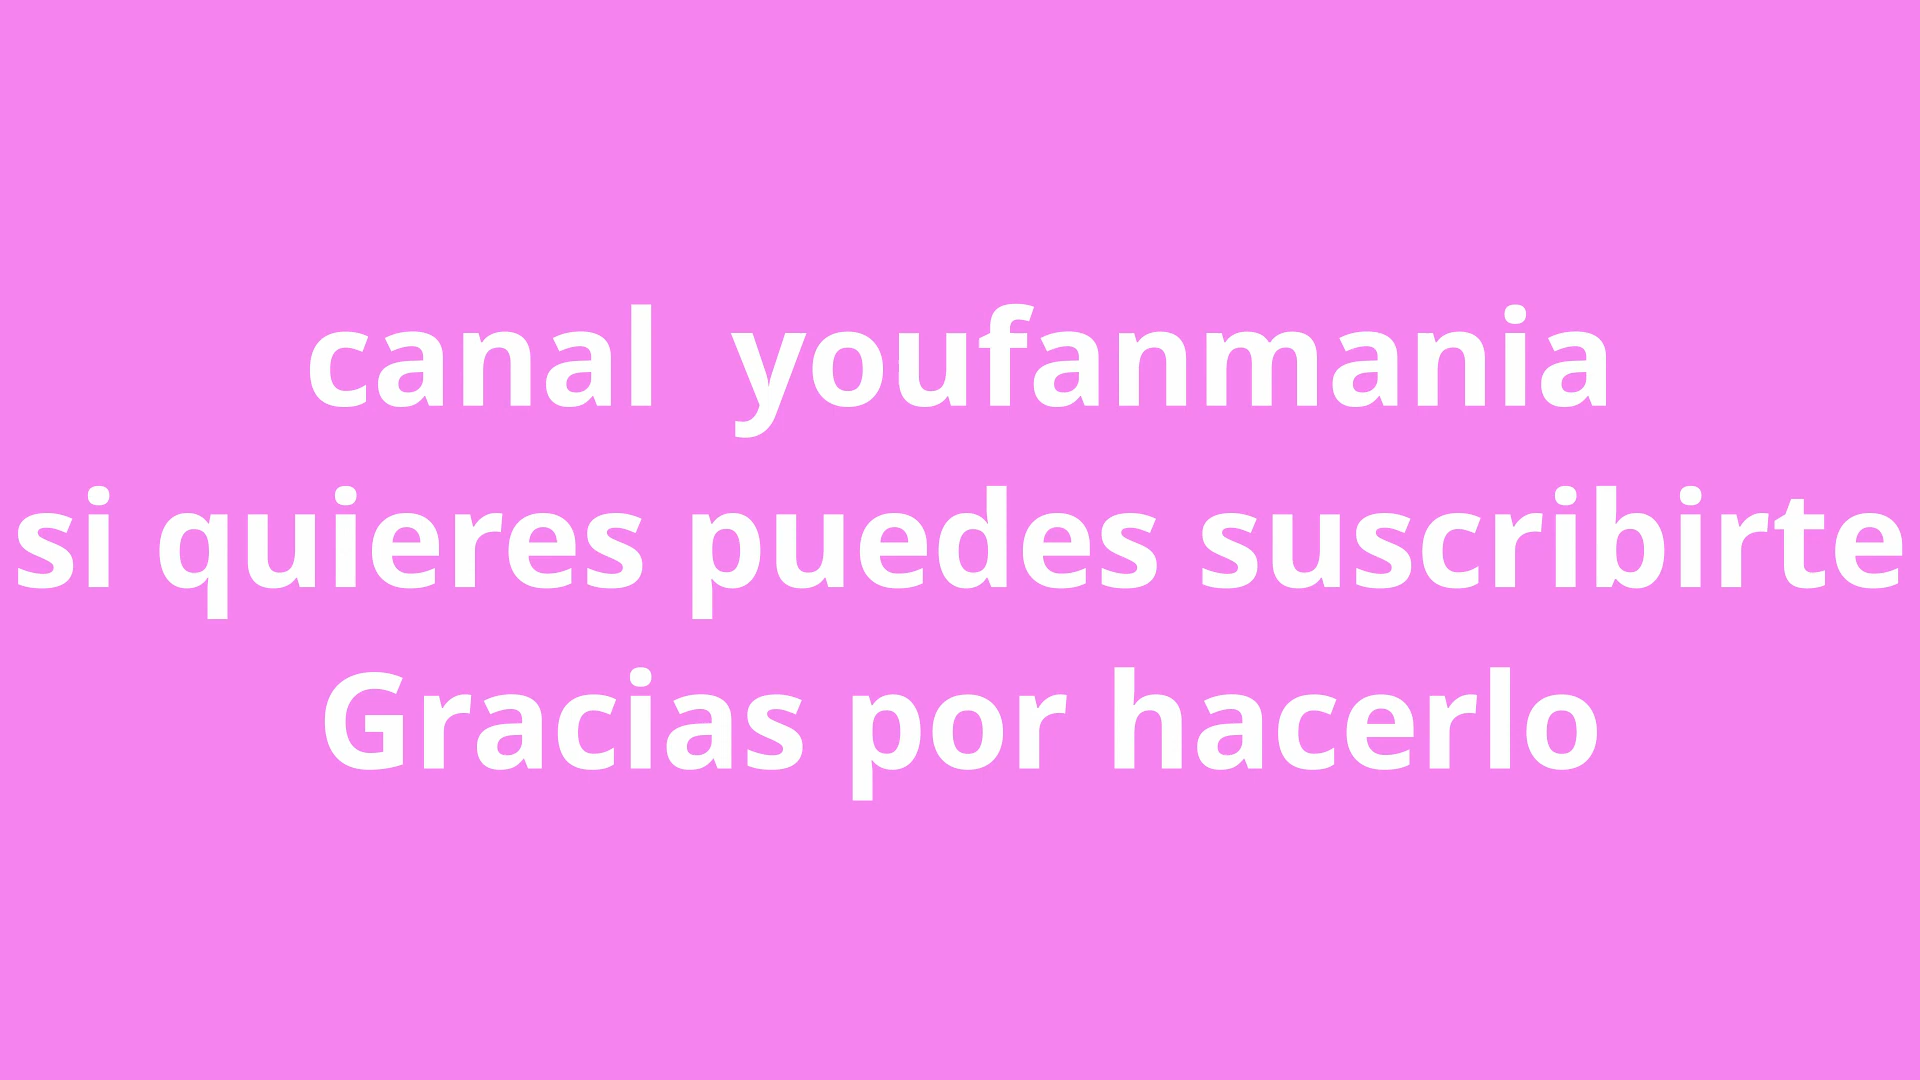 canal  youfanmania
si quieres puedes suscribirte
Gracias por hacerlo